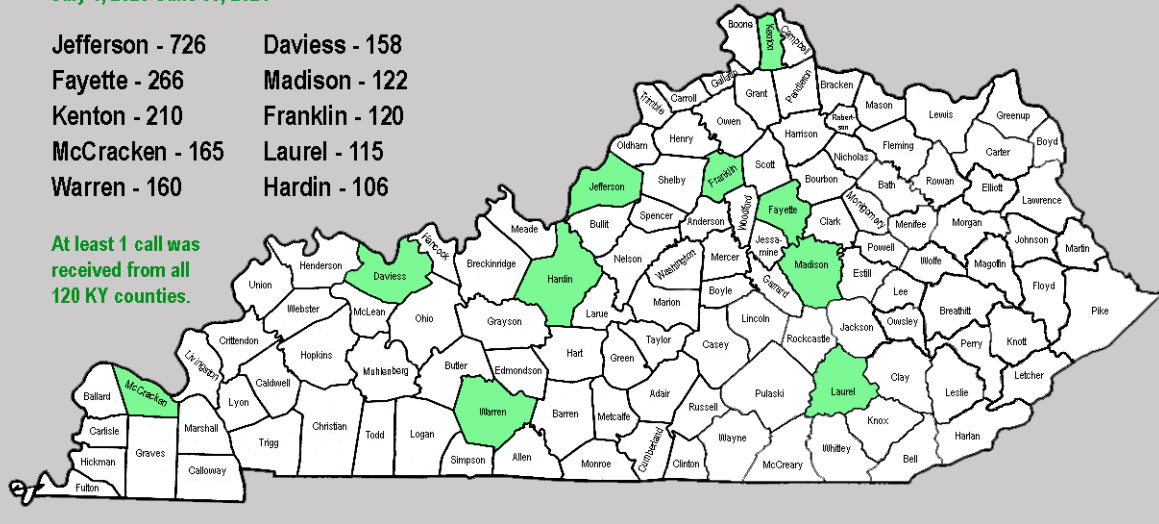 Jefferson - 726
Fayette - 266
Kenton - 210
McCracken - 165
Warren - 160
Daviess - 158
Madison - 122
Franklin - 120
Laurel - 115
Hardin - 106
At least 1 call was
received from all
120 KY counties.
Boone
Kenton
Campbell
Gallatin
Grant
Pendleton
Bracken
Mason
Lewis
Greenup
Boyd
Carter
Trimble
Carroll
Owen
Robert-
son
Harrison
Fleming
Henry
Oldham
Nicholas
Rowan
Elliott
Lawrence
Jefferson
Shelby
Franklin
Scott
Bourbon
Bath
Montgomery
Menifee
Morgan
Johnson
Martin
Bullit
Spencer
Anderson
Woodford
Fayette
Clark
Powell
Wolfe
Magoffin
Floyd
Pike
Meade
Hancock
Breckinridge
Hardin
Nelson
Washington
Mercer
Jessa-
mine
Madison
Estill
Lee
Breathitt
Knott
Henderson
Daviess
Union
Webster
McLean
Ohio
Grayson
Larue
Marion
Boyle
Garrard
Lincoln
Rockcastle
Jackson
Owsley
Perry
Letcher
Crittendon
Livingston
Hopkins
Muhlenberg
Butler
Edmondson
Hart
Green
Taylor
Casey
Pulaski
Laurel
Clay
Leslie
Harlan
Ballard
McCracken
Lyon
Caldwell
Christian
Todd
Logan
Warren
Barren
Metcalfe
Adair
Russell
Wayne
Knox
Carlisle
Graves
Marshall
Trigg
Simpson
Allen
Monroe
Cumberland
Clinton
McCreary
Whitley
Bell
Hickman
Fulton
Calloway